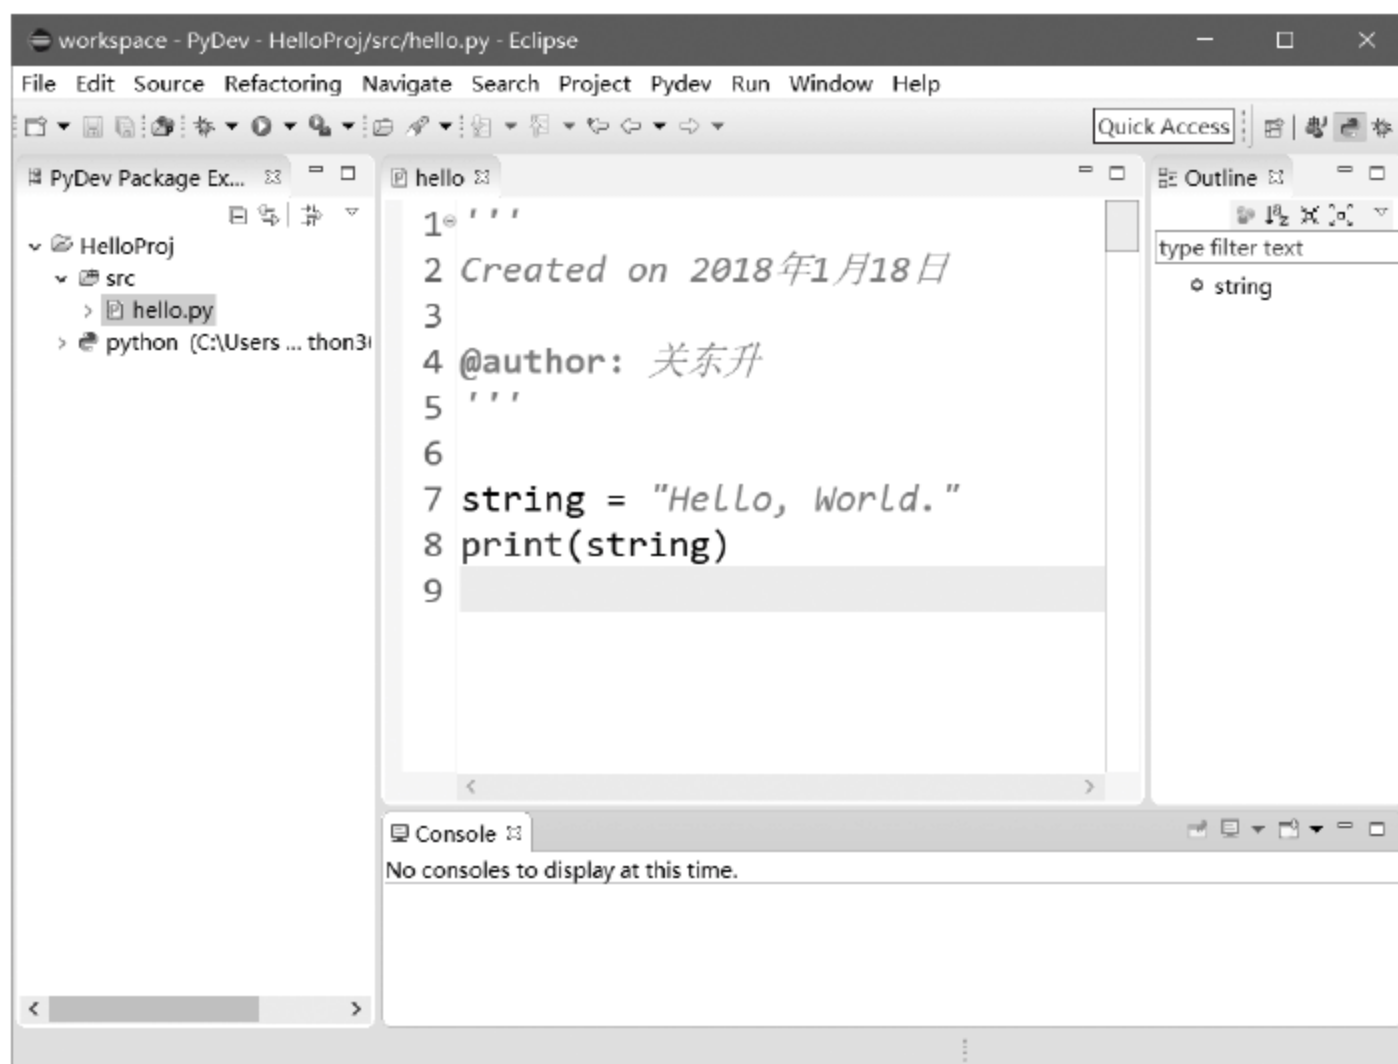 workspace - PyDev - HelloProj/src/hello.py - Eclipse
File Edit Source Refactoring Navigate Search Project Pydev Run Window Help
Quick Access
PyDev Package Ex...
HelloProj
src
hello.py
python (C:\Users ... thon3
hello
1 '''
2 Created on 2018年1月18日
3
4 @author: 关东升
5 '''
6
7 string = "Hello, World."
8 print(string)
9
Outline
type filter text
string
Console
No consoles to display at this time.